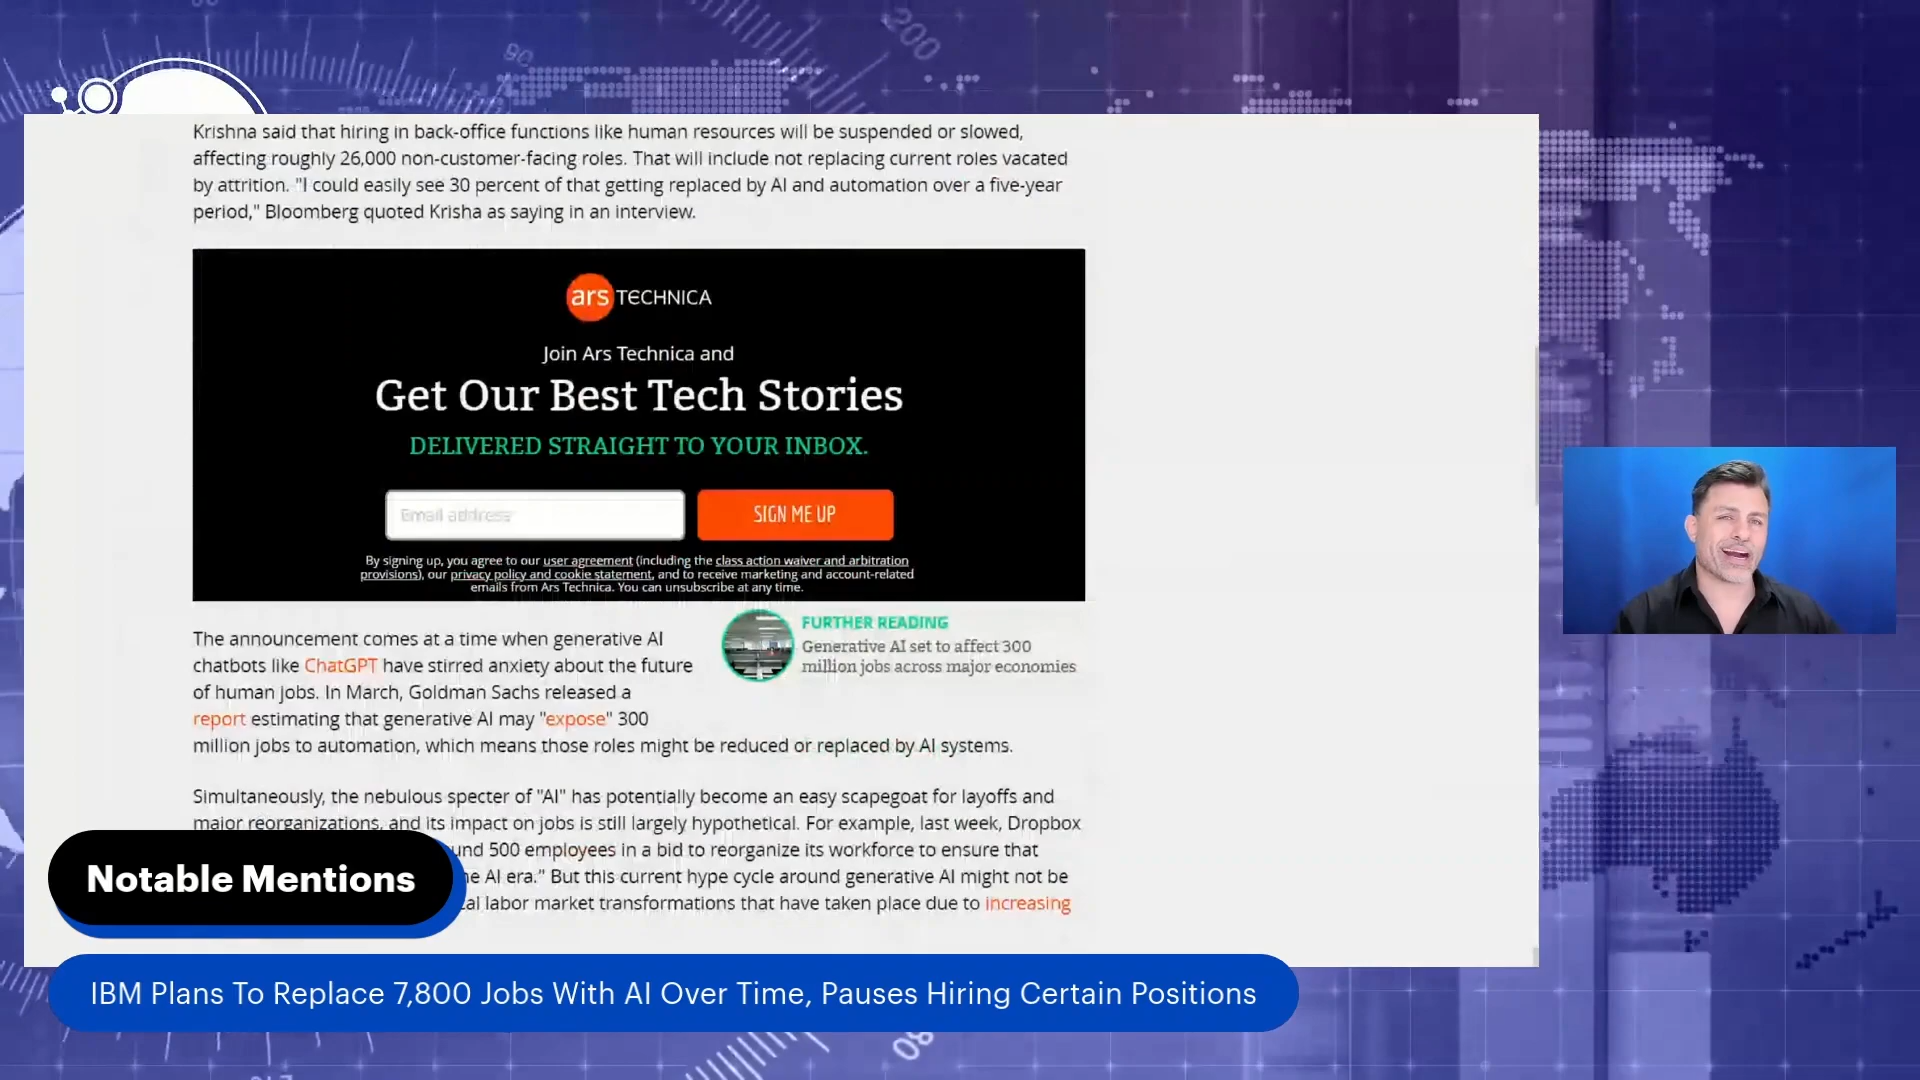 200
90
Krishna said that hiring in back-office functions like human resources will be suspended or slowed,
affecting roughly 26,000 non-customer-facing roles. That will include not replacing current roles vacated
by attrition. "I could easily see 30 percent of that getting replaced by AI and automation over a five-year
period," Bloomberg quoted Krisha as saying in an interview.
ars TECHNICA
Join Ars Technica and
Get Our Best Tech Stories
DELIVERED STRAIGHT TO YOUR INBOX.
Email address
SIGN ME UP
By signing up, you agree to our user agreement (including the class action waiver and arbitration
provisions), our privacy policy and cookie statement, and to receive marketing and account-related
emails from Ars Technica. You can unsubscribe at any time.
The announcement comes at a time when generative AI
chatbots like ChatGPT have stirred anxiety about the future
of human jobs. In March, Goldman Sachs released a
report estimating that generative AI may "expose" 300
million jobs to automation, which means those roles might be reduced or replaced by AI systems.
FURTHER READING
Generative AI set to affect 300
million jobs across major economies
Simultaneously, the nebulous specter of "AI" has potentially become an easy scapegoat for layoffs and
major reorganizations, and its impact on jobs is still largely hypothetical. For example, last week, Dropbox
500 employees in a bid to reorganize its workforce to ensure that
AI era." But this current hype cycle around generative AI might not be
labor market transformations that have taken place due to increasing
Notable Mentions
IBM Plans To Replace 7,800 Jobs With AI Over Time, Pauses Hiring Certain Positions